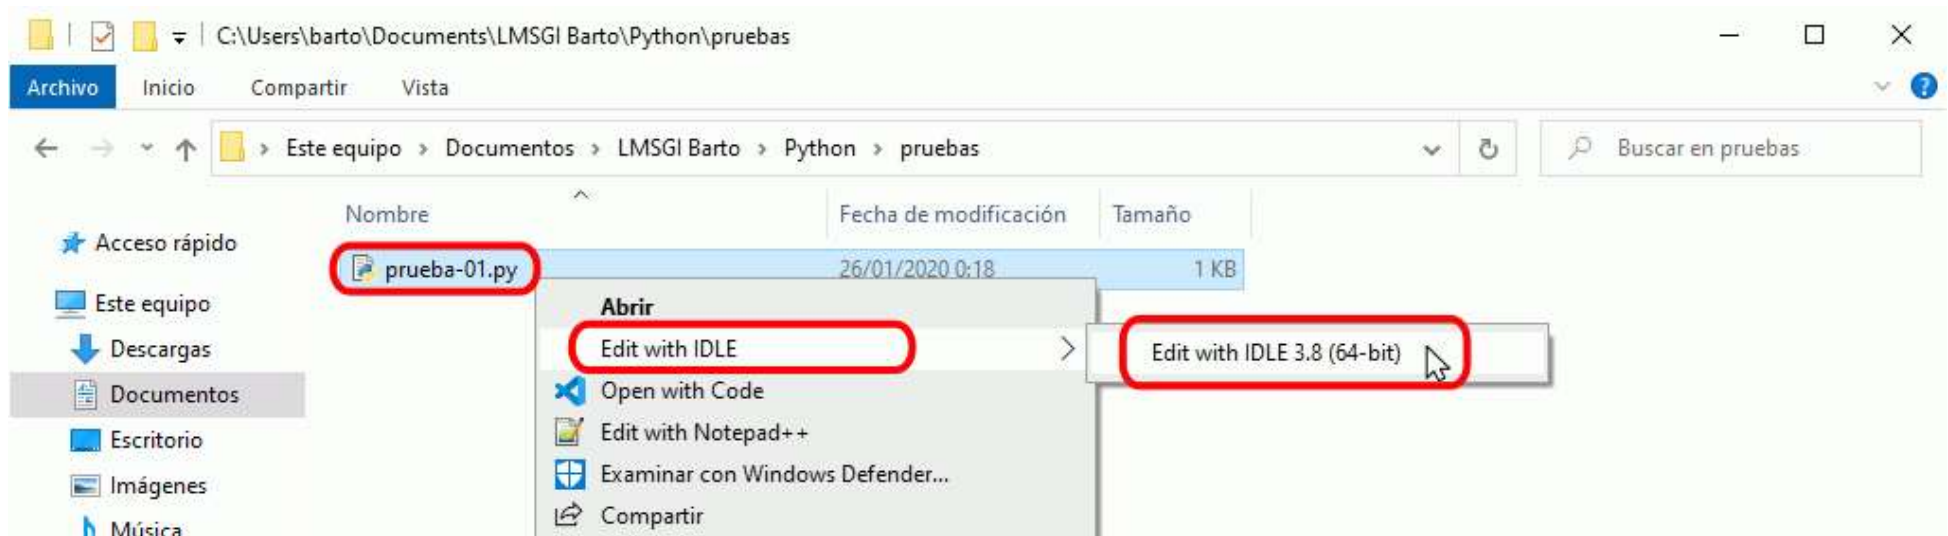 C:\Users\barto\Documents\LMSGI Barto\Python\pruebas
Archivo Inicio Compartir Vista
Este equipo > Documentos > LMSGI Barto > Python > pruebas
Buscar en pruebas
Nombre Fecha de modificación Tamaño
Acceso rápido
prueba-01.py 26/01/2020 0:18 1 KB
Este equipo
Descargas
Documentos
Escritorio
Imágenes
Música
Abrir
Edit with IDLE
Edit with IDLE 3.8 (64-bit)
Open with Code
Edit with Notepad++
Examinar con Windows Defender...
Compartir